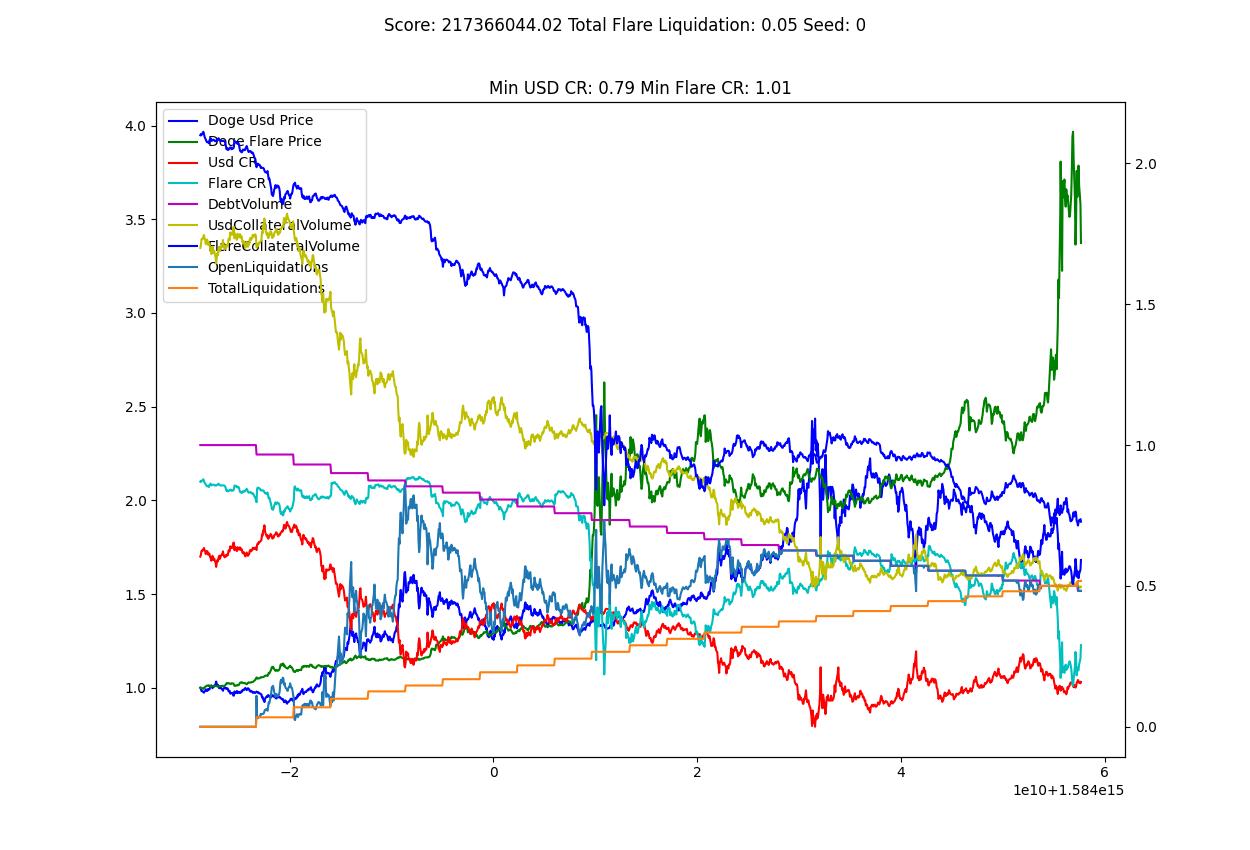 Score: 217366044.02 Total Flare Liquidation: 0.05 Seed: 0
Min USD CR: 0.79 Min Flare CR: 1.01
Doge Usd Price
Doge Flare Price
Usd CR
Flare CR
DebtVolume
UsdCollateralVolume
FlareCollateralVolume
OpenLiquidations
TotalLiquidations
4.0
3.5
3.0
2.5
2.0
1.5
1.0
2.0
1.5
1.0
0.5
0.0
−2
0
2
4
6
1e10+1.584e15